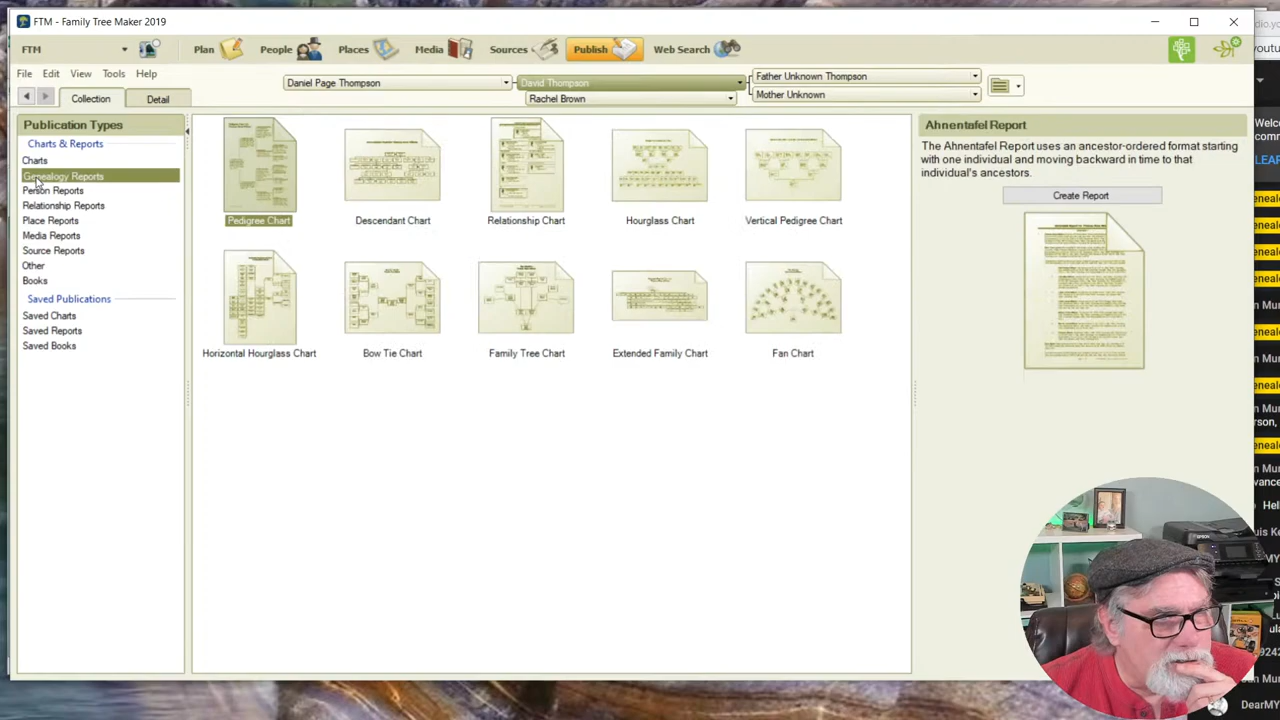 FTM - Family Tree Maker 2019
FTM
Plan
People
Places
Media
Sources
Publish
Web Search
File Edit View Tools Help
Daniel Page Thompson
David Thompson
Rachel Brown
Father Unknown Thompson
Mother Unknown
Collection
Detail
Publication Types
Charts & Reports
Charts
Genealogy Reports
Person Reports
Relationship Reports
Place Reports
Media Reports
Source Reports
Other
Books
Saved Publications
Saved Charts
Saved Reports
Saved Books
Pedigree Chart
Descendant Chart
Relationship Chart
Hourglass Chart
Vertical Pedigree Chart
Horizontal Hourglass Chart
Bow Tie Chart
Family Tree Chart
Extended Family Chart
Fan Chart
Ahnentafel Report
The Ahnentafel Report uses an ancestor-ordered format starting
with one individual and moving backward in time to that
individual's ancestors.
Create Report
EPSON